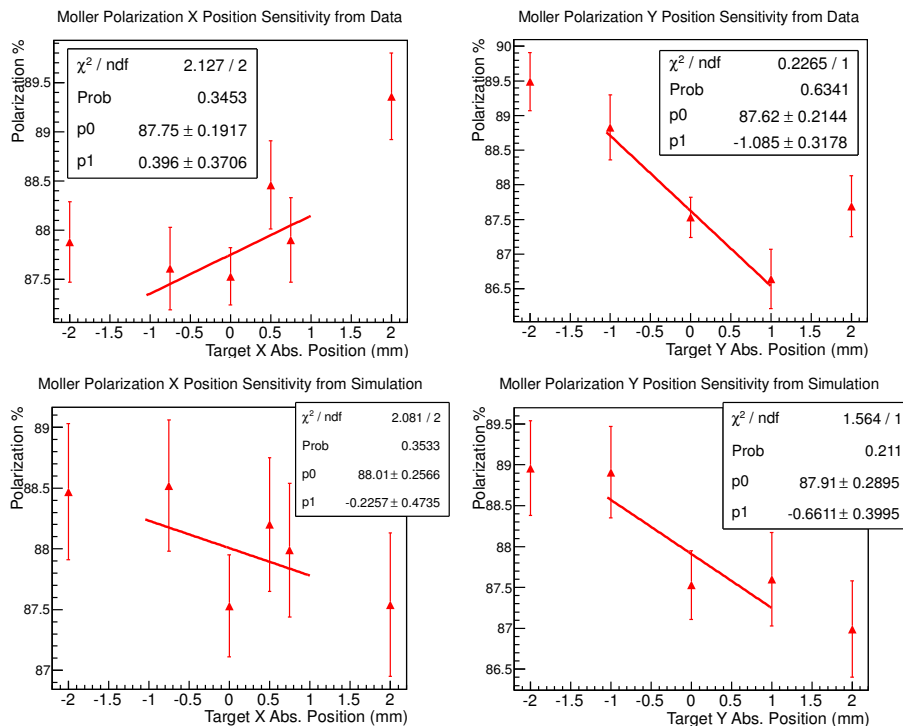 Moller Polarization X Position Sensitivity from Data
Polarization %
89.5
89
88.5
88
87.5
χ² / ndf 2.127 / 2
Prob 0.3453
p0 87.75 ± 0.1917
p1 0.396 ± 0.3706
-2 -1.5 -1 -0.5 0 0.5 1 1.5 2
Target X Abs. Position (mm)
Moller Polarization Y Position Sensitivity from Data
Polarization %
90
89.5
89
88.5
88
87.5
87
86.5
χ² / ndf 0.2265 / 1
Prob 0.6341
p0 87.62 ± 0.2144
p1 -1.085 ± 0.3178
-2 -1.5 -1 -0.5 0 0.5 1 1.5 2
Target Y Abs. Position (mm)
Moller Polarization X Position Sensitivity from Simulation
Polarization %
89
88.5
88
87.5
87
χ² / ndf 2.081 / 2
Prob 0.3533
p0 88.01 ± 0.2566
p1 -0.2257 ± 0.4735
-2 -1.5 -1 -0.5 0 0.5 1 1.5 2
Target X Abs. Position (mm)
Moller Polarization Y Position Sensitivity from Simulation
Polarization %
89.5
89
88.5
88
87.5
87
86.5
χ² / ndf 1.564 / 1
Prob 0.211
p0 87.91 ± 0.2895
p1 -0.6611 ± 0.3995
-2 -1.5 -1 -0.5 0 0.5 1 1.5 2
Target Y Abs. Position (mm)